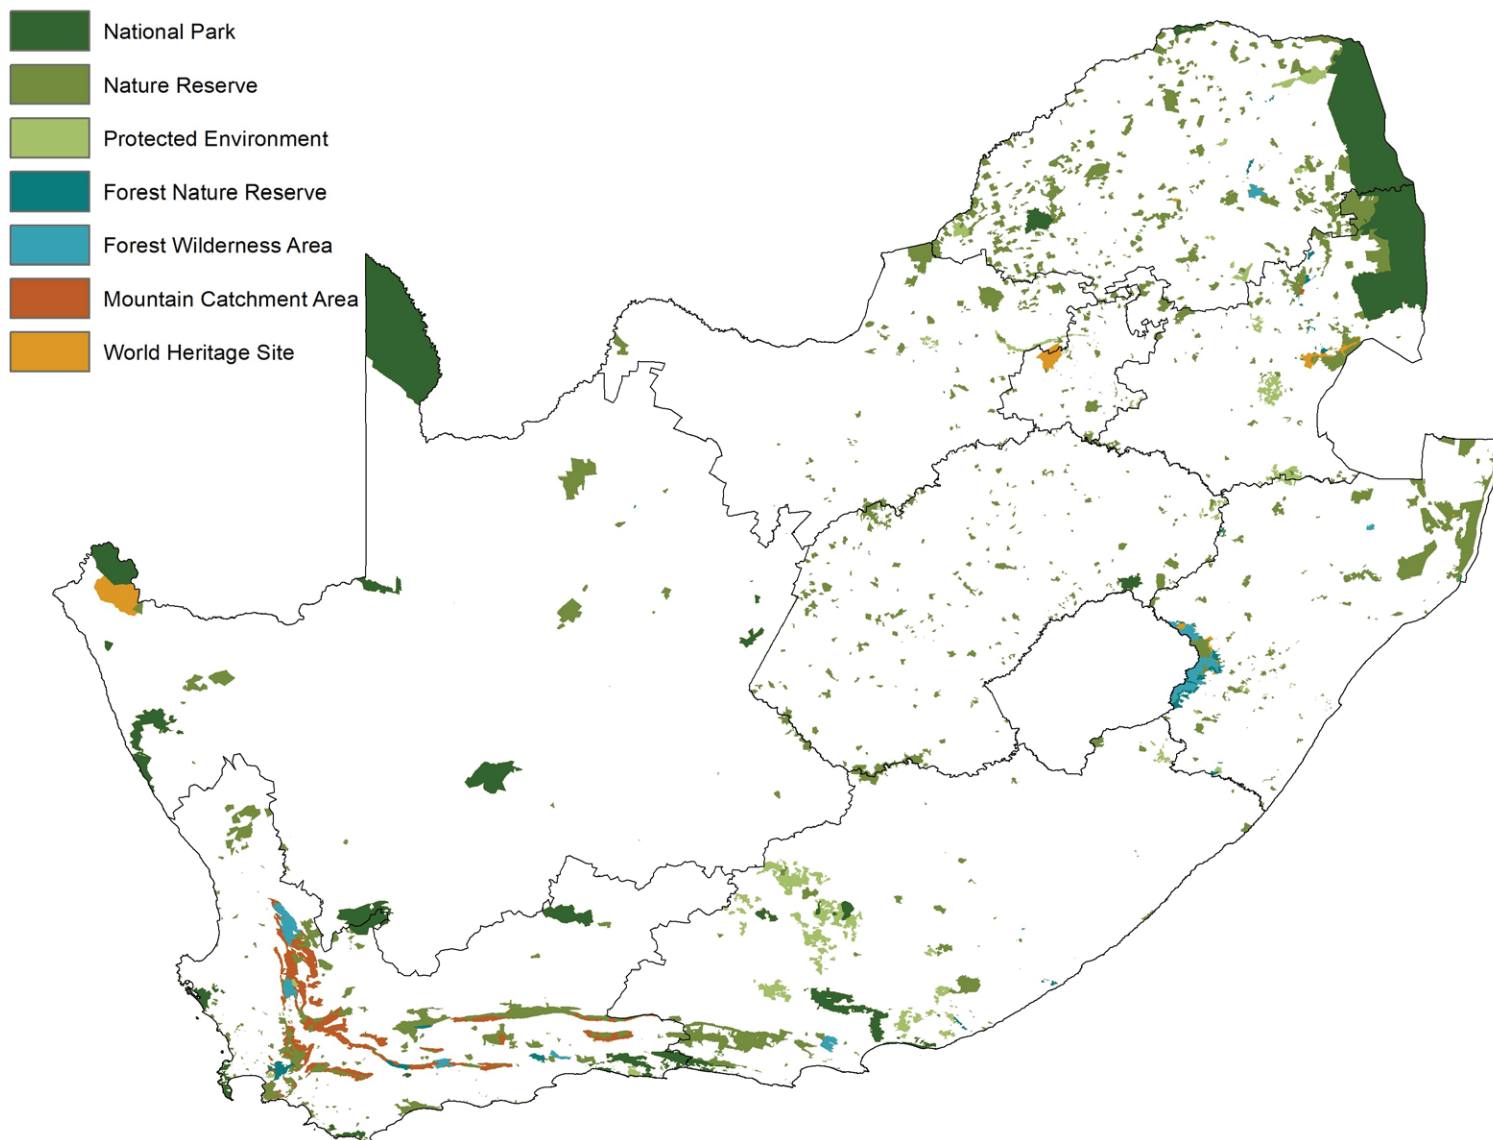 National Park
Nature Reserve
Protected Environment
Forest Nature Reserve
Forest Wilderness Area
Mountain Catchment Area
World Heritage Site